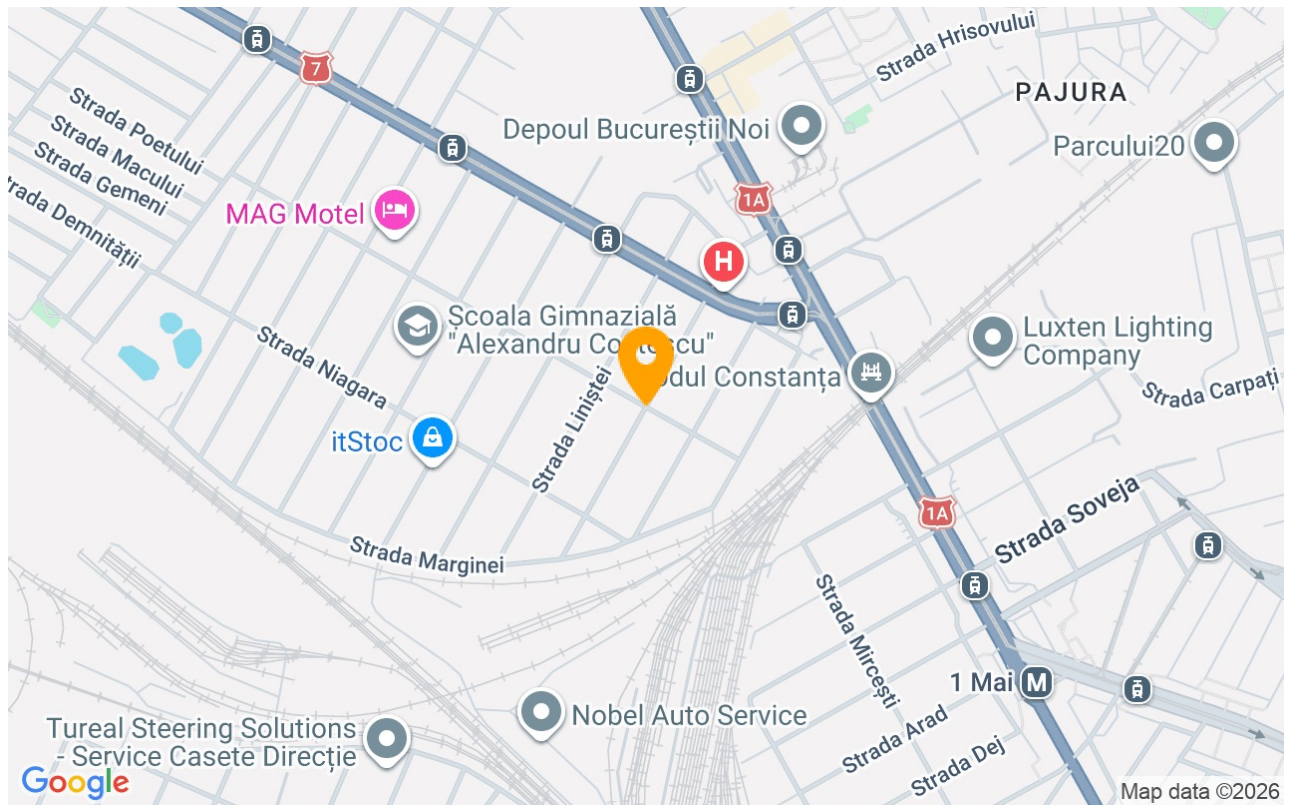 Strada Hrisovului
7
PAJURA
Strada Poetului
Depoul Bucureștii Noi
Parcului20
Strada Macului
Strada Gemeni
trada Demnității
MAG Motel
1A
H
Școala Gimnazială
"Alexandru Co tescu"
Luxten Lighting
Company
Strada Niagara
Strada Liniștei
odul Constanța
Strada Carpați
itStoc
1A
Strada Soveja
Strada Marginei
Strada Mircești
1 Mai M
Nobel Auto Service
Tureal Steering Solutions
- Service Casete Direcție
Strada Arad
Strada Dej
Google
Map data ©2026